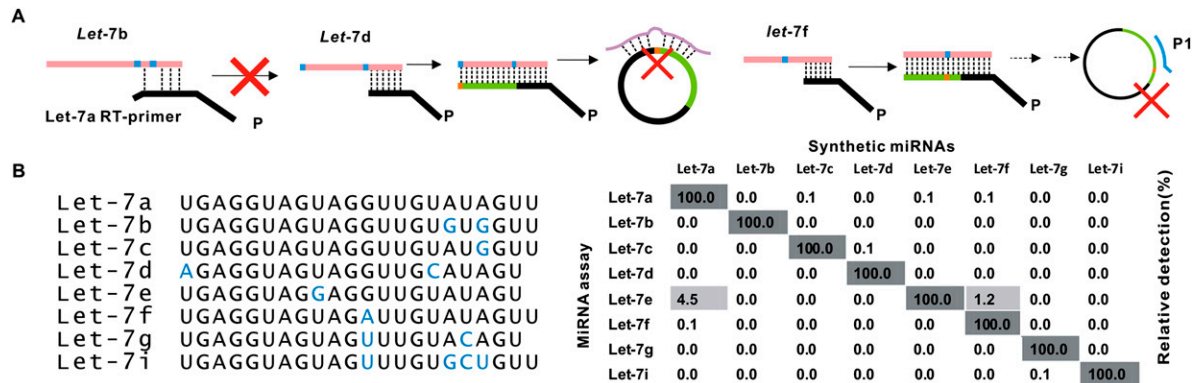 A
Let-7b
Let-7d
let-7f
Let-7a RT-primer
P
P
P
P
P1
B
Let-7a UGAGGUAGUAGGUUGUAUAGUU
Let-7b UGAGGUAGUAGGUUGUGUGGUU
Let-7c UGAGGUAGUAGGUUGUAUGGUU
Let-7d AGAGGUAGUAGGUUGCAUAGU
Let-7e UGAGGUAGGAGGUUGUAUAGU
Let-7f UGAGGUAGUAGAUUGUAUAGUU
Let-7g UGAGGUAGUAGUUUGUACAGU
Let-7i UGAGGUAGUAGUUUGUGCUGUU
Synthetic miRNAs
Let-7a Let-7b Let-7c Let-7d Let-7e Let-7f Let-7g Let-7i
Let-7a 100.0 0.0 0.1 0.0 0.1 0.1 0.0 0.0
Let-7b 0.0 100.0 0.0 0.0 0.0 0.0 0.0 0.0
Let-7c 0.0 0.0 100.0 0.1 0.0 0.0 0.0 0.0
Let-7d 0.0 0.0 0.0 100.0 0.0 0.0 0.0 0.0
Let-7e 4.5 0.0 0.0 0.0 100.0 1.2 0.0 0.0
Let-7f 0.1 0.0 0.0 0.0 0.0 100.0 0.0 0.0
Let-7g 0.0 0.0 0.0 0.0 0.0 0.0 100.0 0.0
Let-7i 0.0 0.0 0.0 0.0 0.0 0.0 0.1 100.0
MiRNA assay
Relative detection(%)